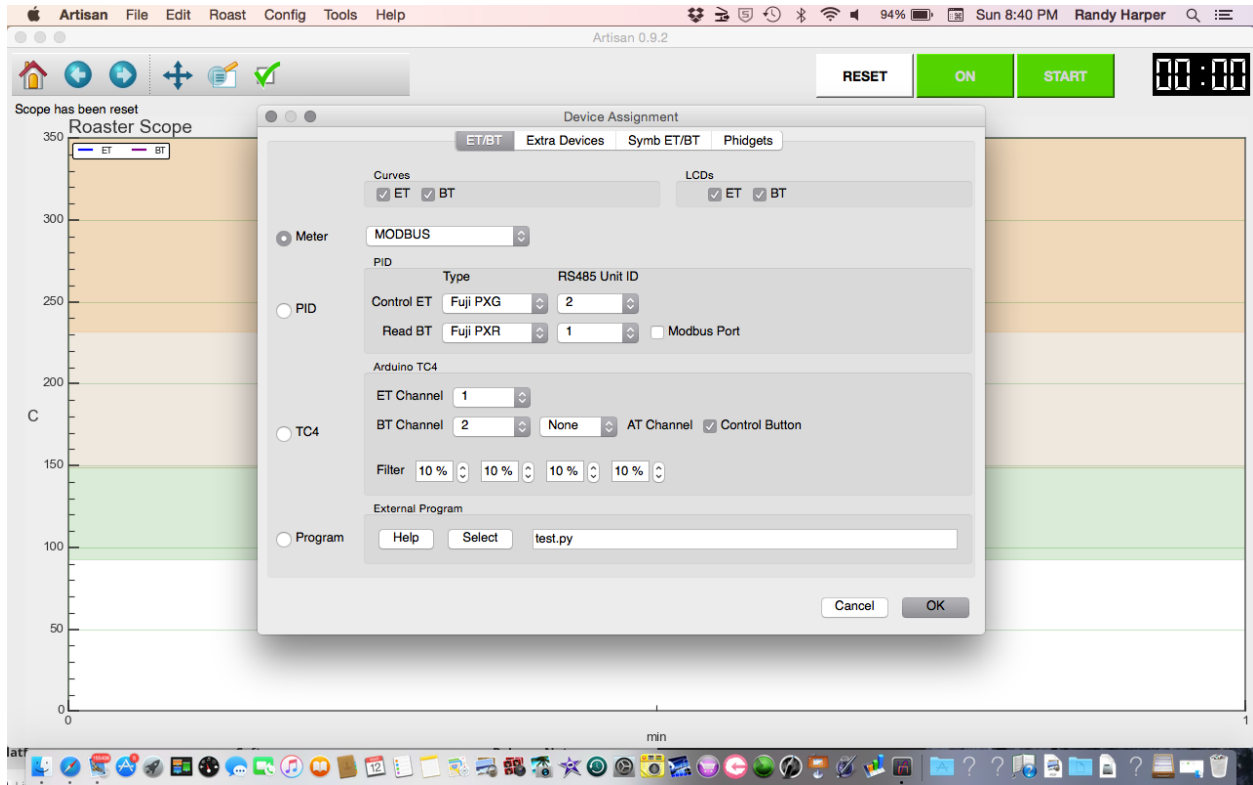 Artisan File Edit Roast Config Tools Help 94% Sun 8:40 PM Randy Harper
Artisan 0.9.2
RESET ON START 00:00
Scope has been reset
Roaster Scope
ET BT
350
300
250
200
C
150
100
50
0
0
1
min
Device Assignment
ET/BT Extra Devices Symb ET/BT Phidgets
Curves LCDs
ET BT ET BT
Meter MODBUS
PID
Type RS485 Unit ID
Control ET Fuji PXG 2
PID
Read BT Fuji PXR 1 Modbus Port
Arduino TC4
ET Channel 1
TC4
BT Channel 2 None AT Channel Control Button
Filter 10 % 10 % 10 % 10 %
External Program
Program Help Select test.py
Cancel OK
12